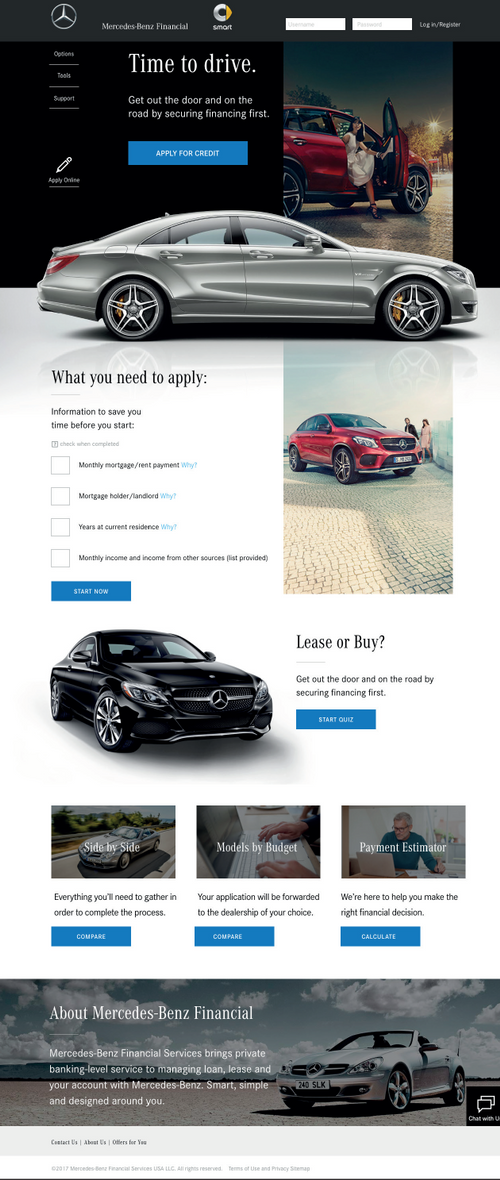 Mercedes-Benz Financial
smart
Username
Password
Log in/Register
Options
Tools
Support
Apply Online
Time to drive.
Get out the door and on the
road by securing financing first.
APPLY FOR CREDIT
What you need to apply:
Information to save you
time before you start:
check when completed
Monthly mortgage/rent payment Why?
Mortgage holder/landlord Why?
Years at current residence Why?
Monthly income and income from other sources (list provided)
START NOW
Lease or Buy?
Get out the door and on the road by
securing financing first.
START QUIZ
Side by Side
Models by Budget
Payment Estimator
Everything you'll need to gather in
order to complete the process.
COMPARE
Your application will be forwarded
to the dealership of your choice.
COMPARE
We're here to help you make the
right financial decision.
CALCULATE
About Mercedes-Benz Financial
Mercedes-Benz Financial Services brings private
banking-level service to managing loan, lease and
your account with Mercedes-Benz. Smart, simple
and designed around you.
240 SLK
Chat with U
Contact Us | About Us | Offers for You
©2017 Mercedes-Benz Financial Services USA LLC. All rights reserved. Terms of Use and Privacy Sitemap